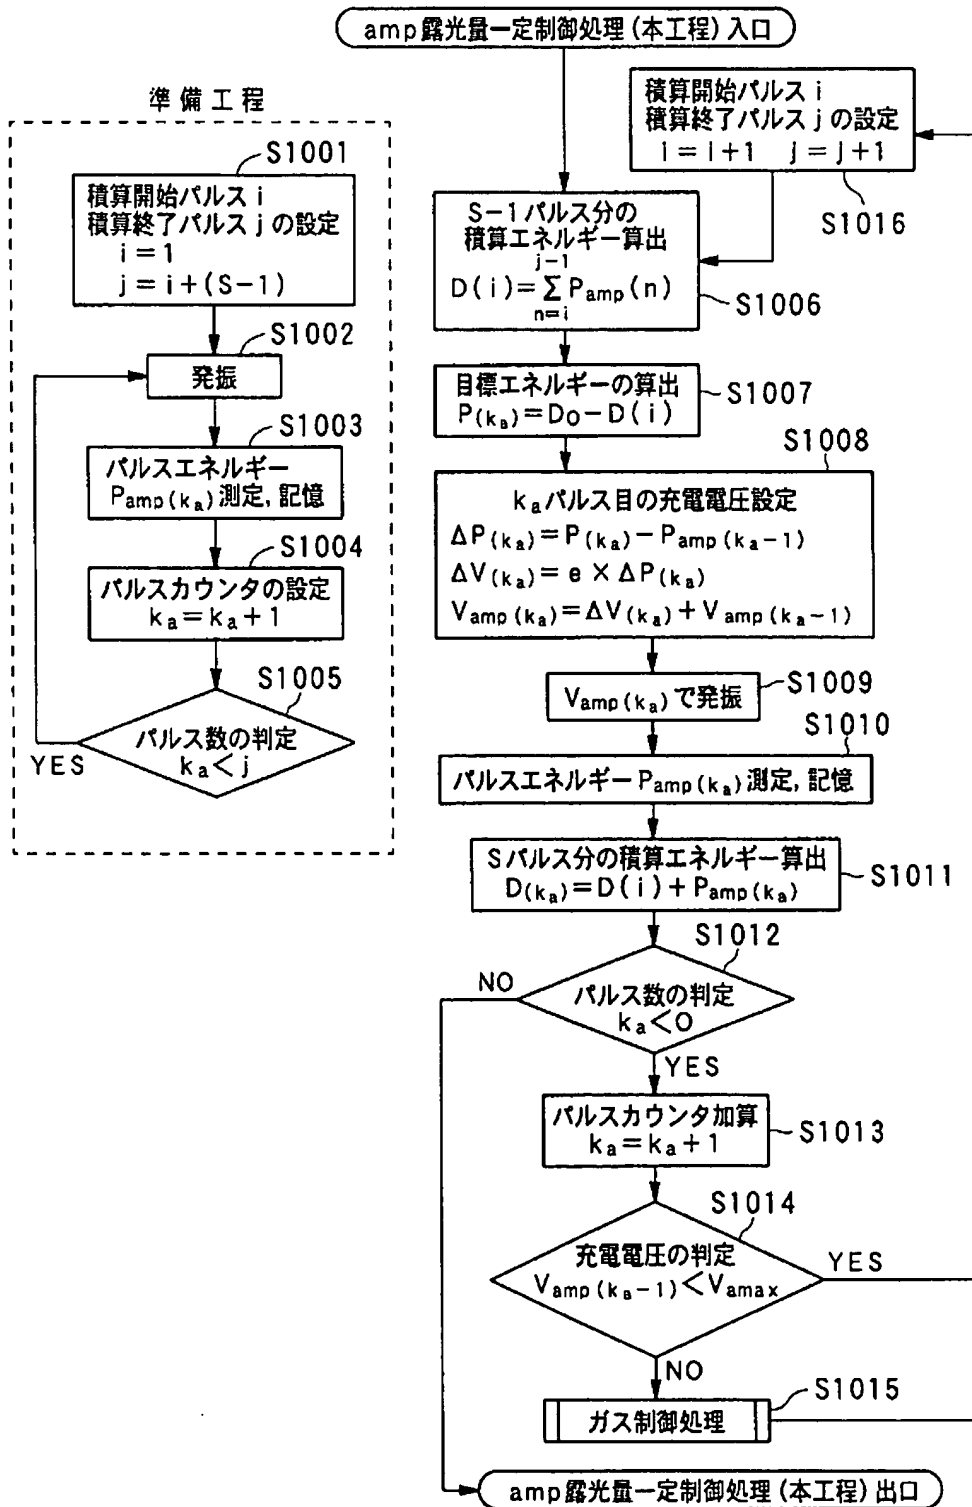 amp露光量一定制御処理(本工程)入口
準備工程
S1001
積算開始パルスi
積算終了パルスjの設定
i=1
j=i+(S-1)
S1002
発振
S1003
パルスエネルギー
Pamp(ka)測定,記憶
S1004
パルスカウンタの設定
ka=ka+1
S1005
パルス数の判定
ka<j
YES
積算開始パルスi
積算終了パルスjの設定
i=i+1 j=j+1
S1016
S-1パルス分の
積算エネルギー算出
j-1
D(i)=ΣPamp(n)
n=i
S1006
目標エネルギーの算出
P(ka)=Do-D(i)
S1007
S1008
kaパルス目の充電電圧設定
ΔP(ka)=P(ka)-Pamp(ka-1)
ΔV(ka)=e×ΔP(ka)
Vamp(ka)=ΔV(ka)+Vamp(ka-1)
Vamp(ka)で発振
S1009
S1010
パルスエネルギーPamp(ka)測定,記憶
Sパルス分の積算エネルギー算出
D(ka)=D(i)+Pamp(ka)
S1011
S1012
NO
パルス数の判定
ka<0
YES
パルスカウンタ加算
ka=ka+1
S1013
S1014
充電電圧の判定
Vamp(ka-1)<Vamax
YES
NO
S1015
ガス制御処理
amp露光量一定制御処理(本工程)出口